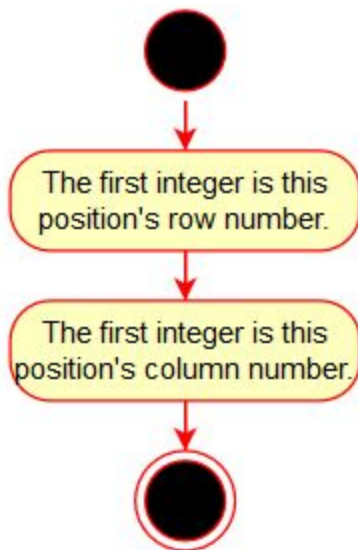 The first integer is this
position's row number.
The first integer is this
position's column number.